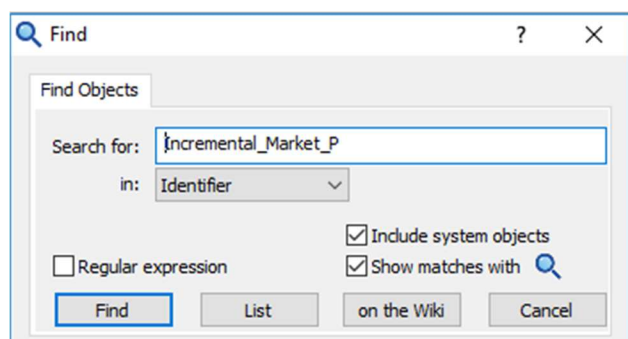 Find
Find Objects
Search for: Incremental_Market_P
in: Identifier
Include system objects
Regular expression Show matches with
Find List on the Wiki Cancel